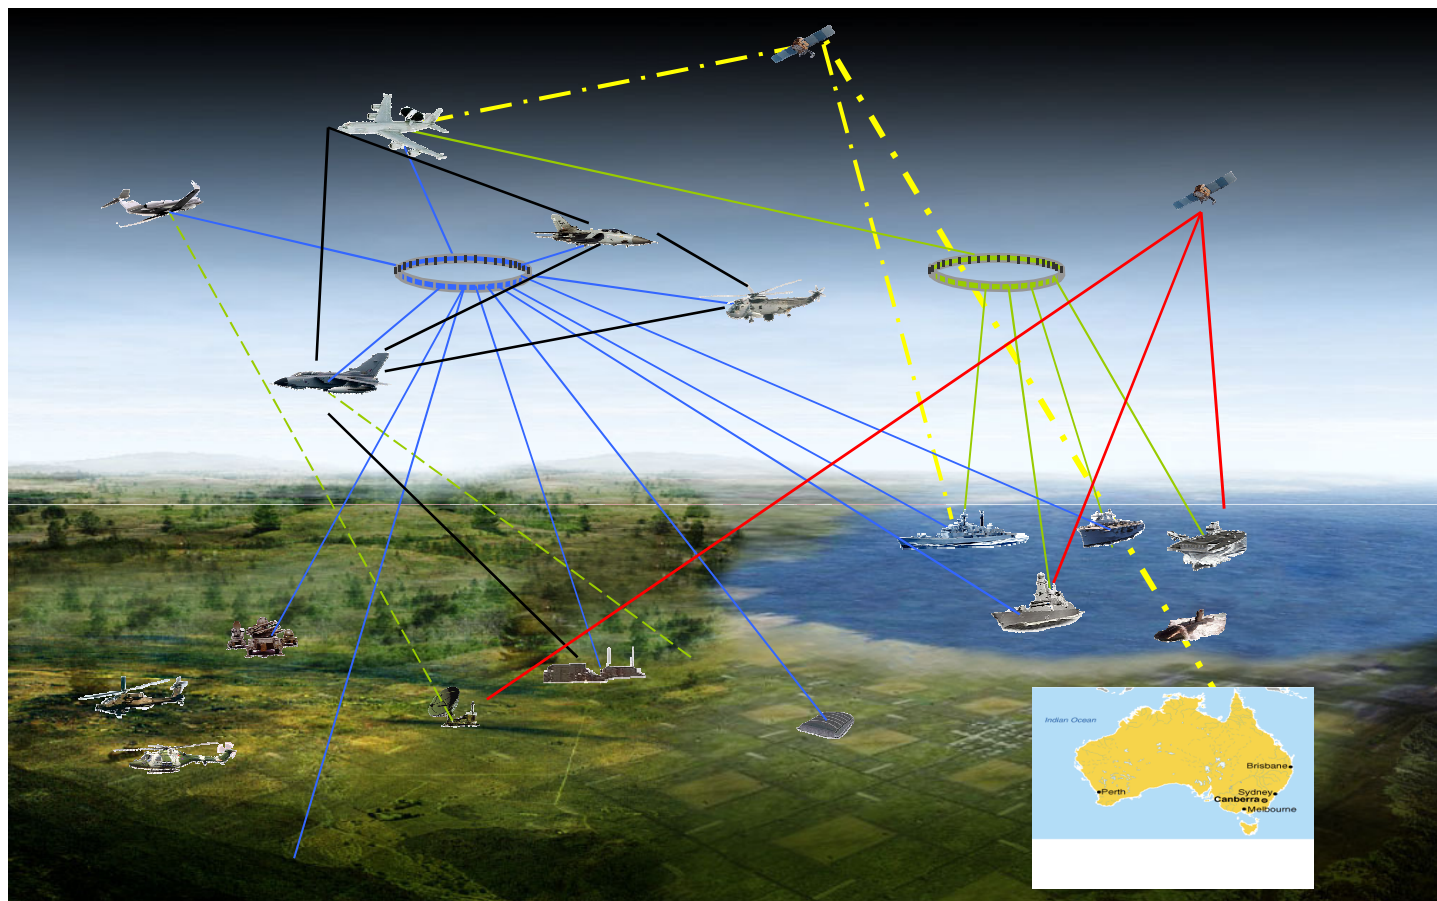 Indian Ocean
Brisbane
Perth
Sydney
Canberra
Melbourne